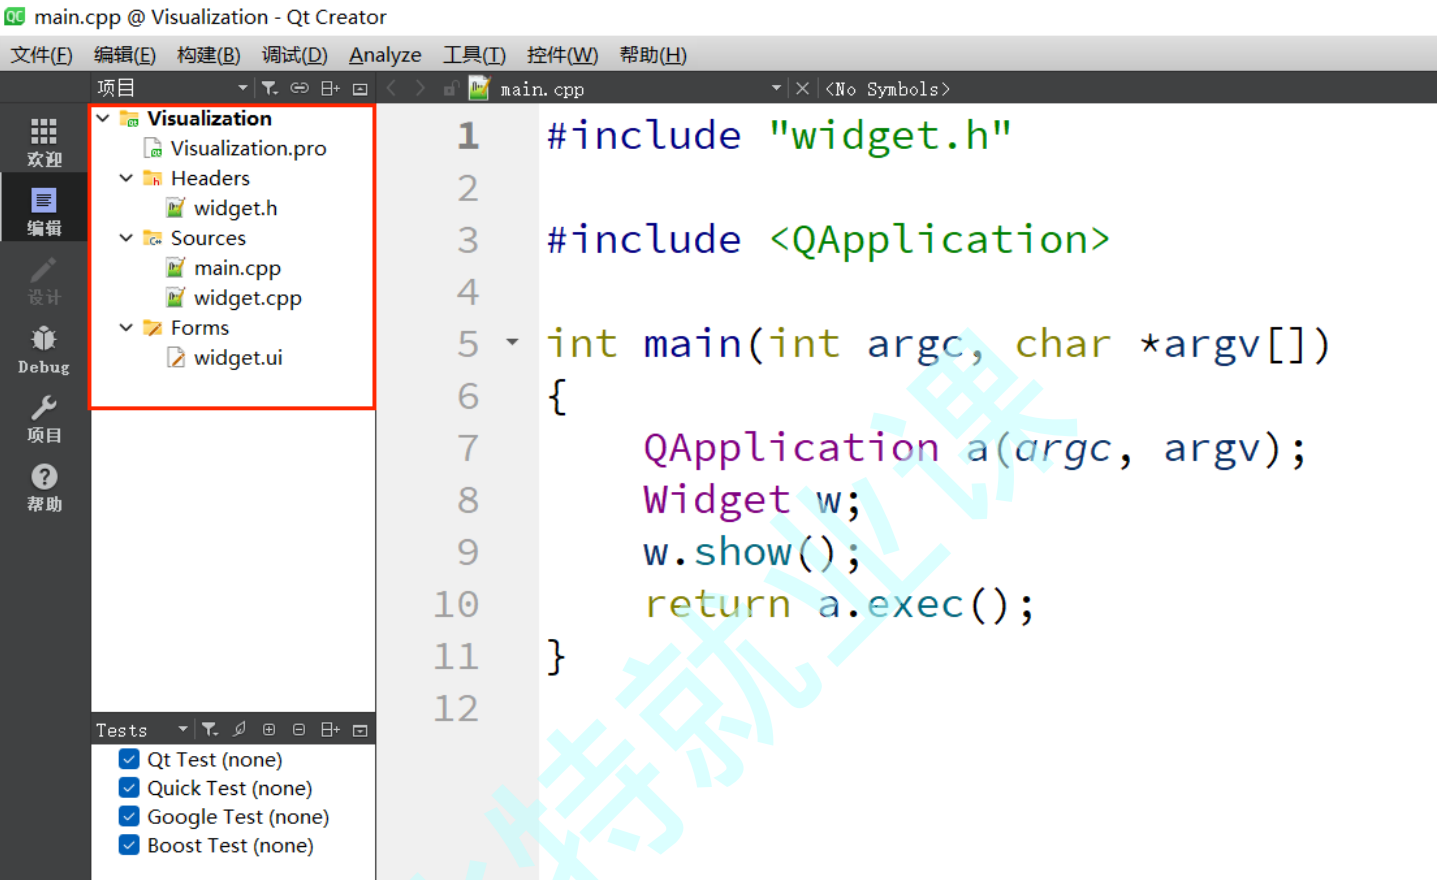 main.cpp @ Visualization - Qt Creator
文件(F) 编辑(E) 构建(B) 调试(D) Analyze 工具(T) 控件(W) 帮助(H)
项目
main.cpp
<No Symbols>
欢迎
编辑
设计
Debug
项目
帮助
Visualization
Visualization.pro
Headers
widget.h
Sources
main.cpp
widget.cpp
Forms
widget.ui
Tests
Qt Test (none)
Quick Test (none)
Google Test (none)
Boost Test (none)
1 #include "widget.h"
2
3 #include <QApplication>
4
5 int main(int argc, char *argv[])
6 {
7 QApplication a(argc, argv);
8 Widget w;
9 w.show();
10 return a.exec();
11 }
12
特就业课